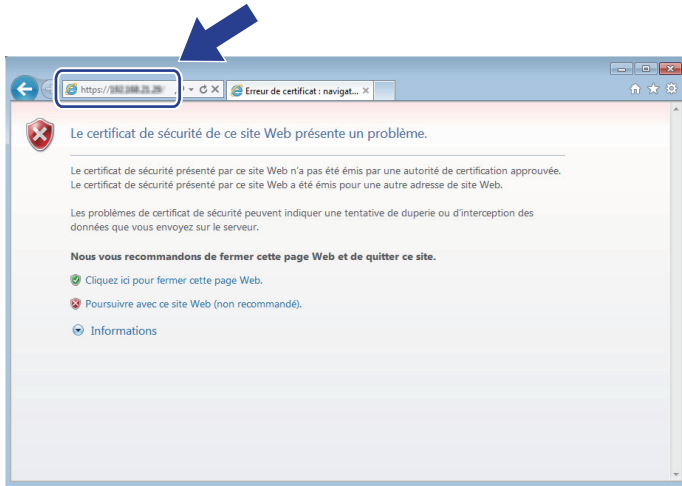 https://
Erreur de certificat : navigat...
Le certificat de sécurité de ce site Web présente un problème.
Le certificat de sécurité présenté par ce site Web n'a pas été émis par une autorité de certification approuvée.
Le certificat de sécurité présenté par ce site Web a été émis pour une autre adresse de site Web.
Les problèmes de certificat de sécurité peuvent indiquer une tentative de duperie ou d'interception des
données que vous envoyez sur le serveur.
Nous vous recommandons de fermer cette page Web et de quitter ce site.
Cliquez ici pour fermer cette page Web.
Poursuivre avec ce site Web (non recommandé).
Informations